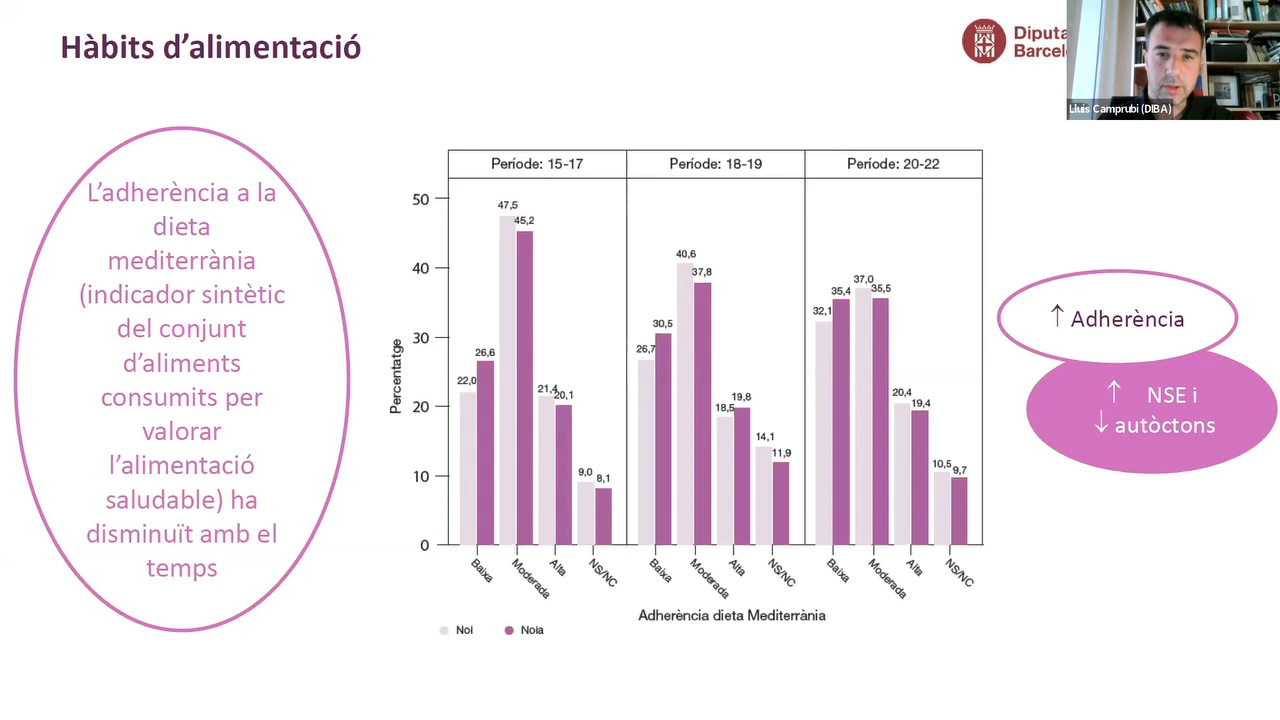 Hàbits d'alimentació
Diputa
Barcel
Lluis Camprubi (DIBA)
L'adherència a la
dieta
mediterrània
(indicador sintètic
del conjunt
d'aliments
consumits per
valorar
l'alimentació
saludable) ha
disminuït amb el
temps
Període: 15-17
Període: 18-19
Període: 20-22
Percentatge
50
40
30
20
10
0
22,0
26,6
47,5
45,2
21,4
20,1
9,0
8,1
26,7
30,5
40,6
37,8
18,5
19,8
14,1
11,9
32,1
35,4
37,0
35,5
20,4
19,4
10,5
9,7
Baixa
Moderada
Alta
NS/NC
Baixa
Moderada
Alta
NS/NC
Baixa
Moderada
Alta
NS/NC
Adherència dieta Mediterrània
Noi
Noia
↑ Adherència
↑ NSE i
↓ autòctons